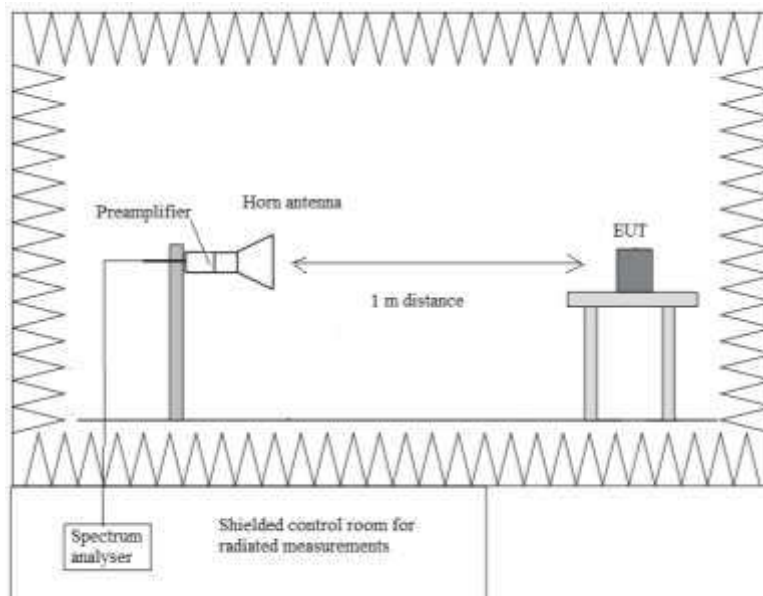 Horn antenna
Preamplifier
EUT
1 m distance
Spectrum
analyser
Shielded control room for
radiated measurements